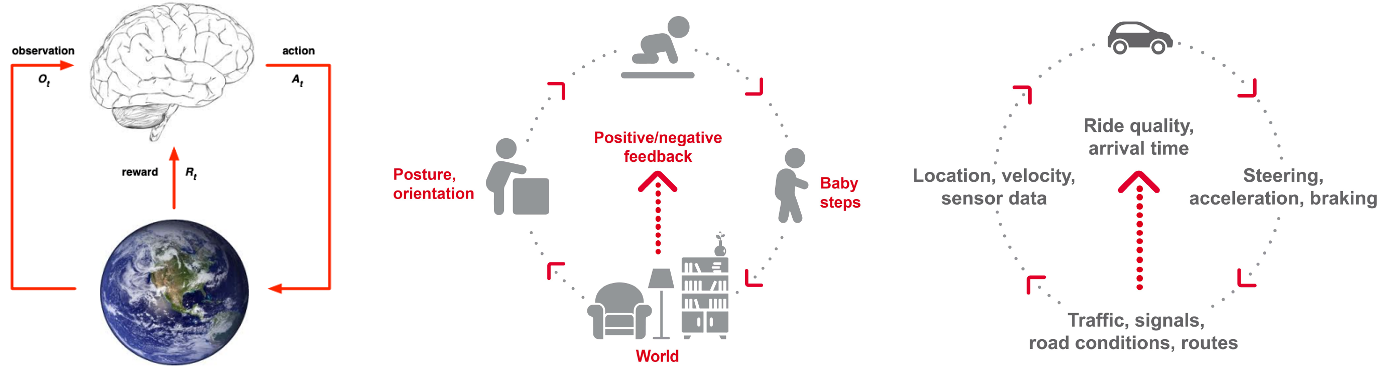 observation
O_t
action
A_t
reward
R_t
Positive/negative
feedback
Posture,
orientation
Baby
steps
World
Ride quality,
arrival time
Location, velocity,
sensor data
Steering,
acceleration, braking
Traffic, signals,
road conditions, routes